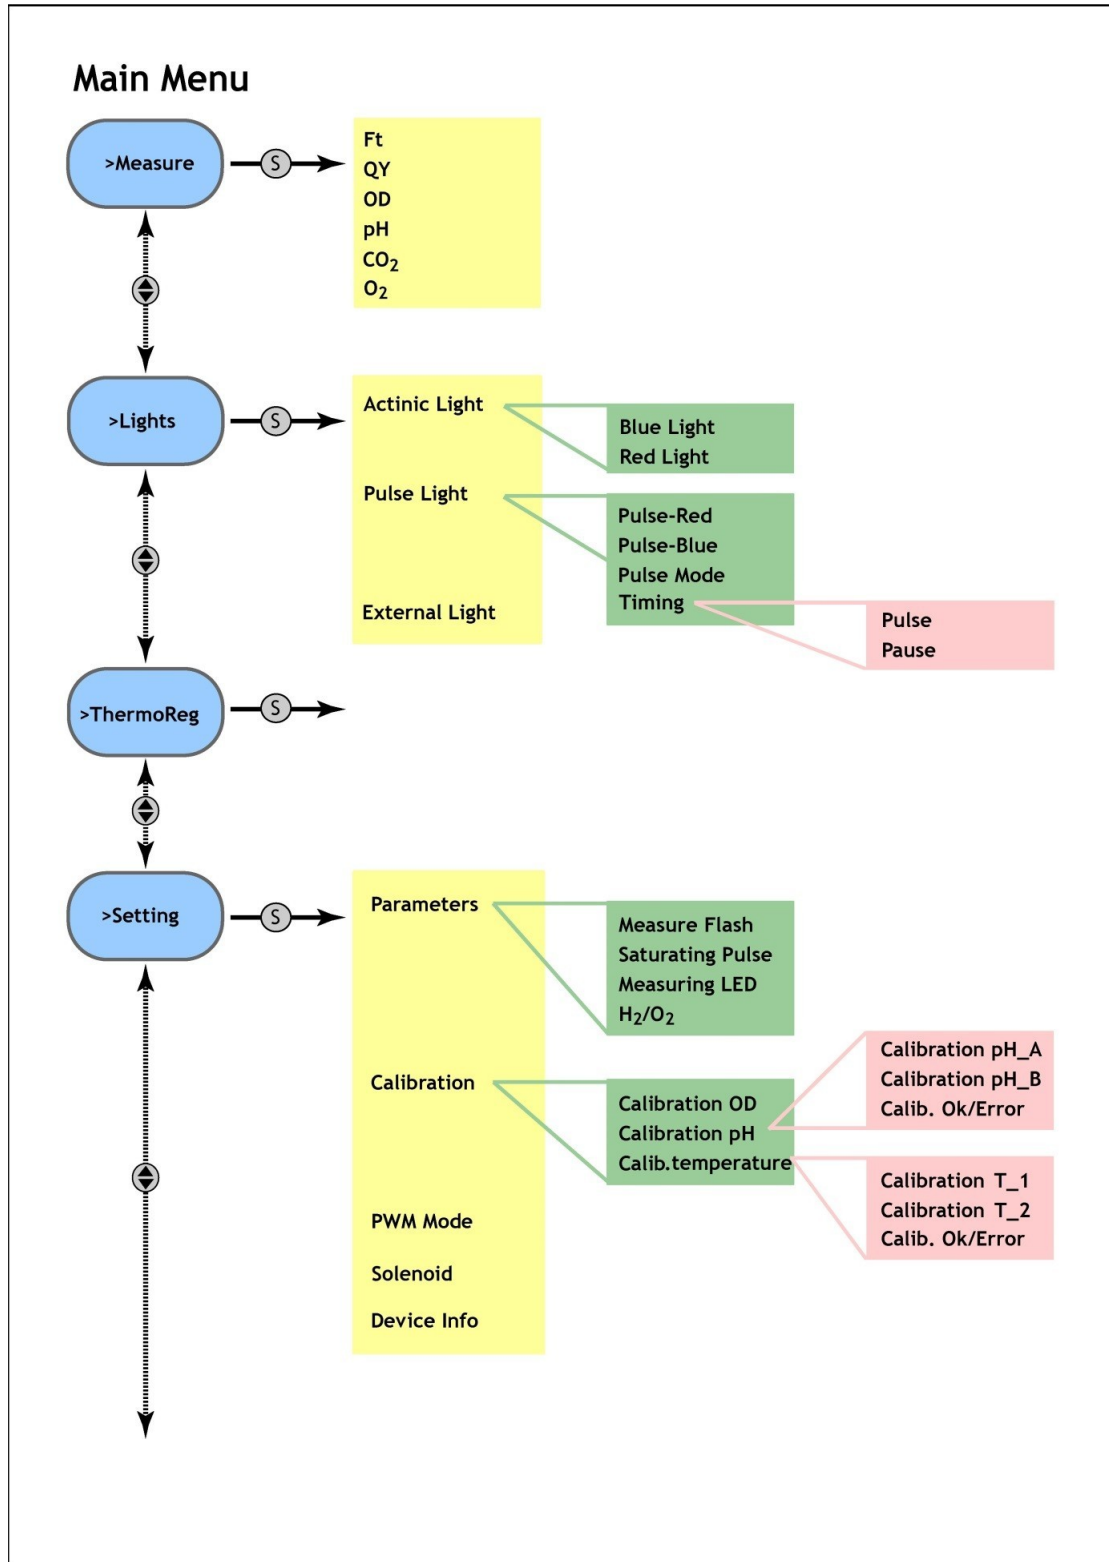 Main Menu
>Measure
S
Ft
QY
OD
pH
CO₂
O₂
>Lights
S
Actinic Light
Blue Light
Red Light
Pulse Light
Pulse-Red
Pulse-Blue
Pulse Mode
Timing
Pulse
Pause
External Light
>ThermoReg
S
>Setting
S
Parameters
Measure Flash
Saturating Pulse
Measuring LED
H₂/O₂
Calibration
Calibration OD
Calibration pH
Calib.temperature
Calibration pH_A
Calibration pH_B
Calib. Ok/Error
Calibration T_1
Calibration T_2
Calib. Ok/Error
PWM Mode
Solenoid
Device Info